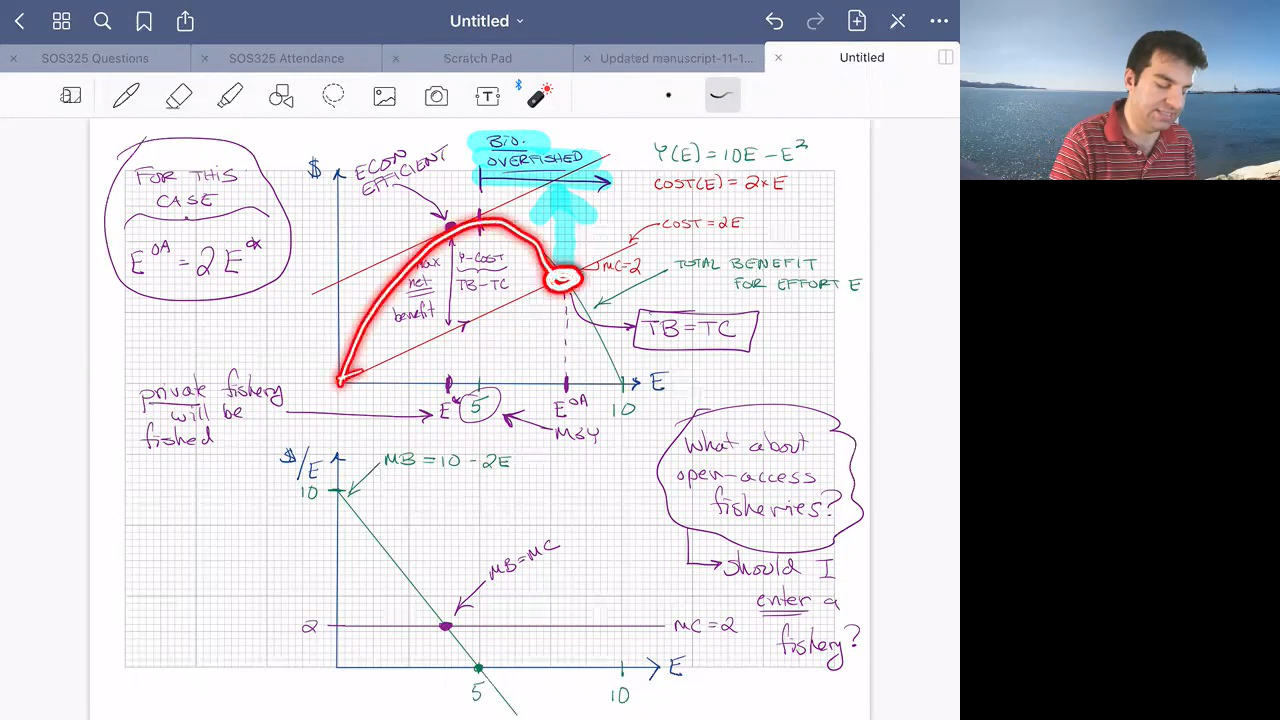 Untitled
SOS325 Questions
SOS325 Attendance
Scratch Pad
Updated manuscript-11-1...
Untitled
FOR THIS
CASE
E^OA = 2 E^*
$
ECON
EFFICIENT
BIO.
OVERFISHED
Y(E) = 10E - E²
COST(E) = 2 × E
COST = 2E
MC = 2
TOTAL BENEFIT
FOR EFFORT E
max
net
benefit
Y - COST
TB - TC
TB = TC
E
E^*
5
E^OA
10
MSY
private fishery
will be
fished
$/E
10
MB = 10 - 2E
MB = MC
2
MC = 2
5
10
E
What about
open-access
fisheries?
Should I
enter a
fishery?